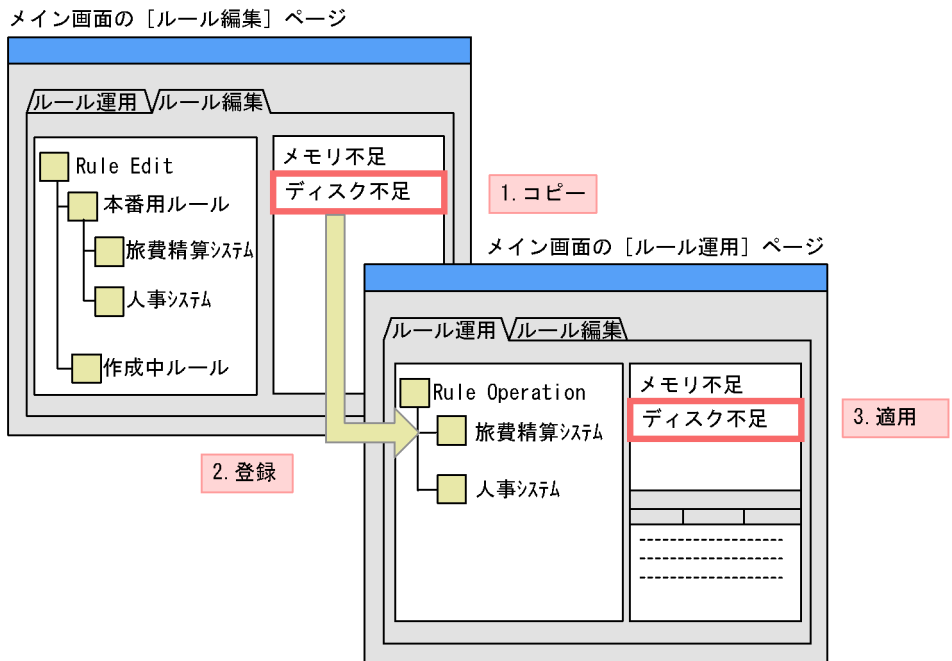 メイン画面の［ルール編集］ページ
ルール運用 ルール編集
Rule Edit
本番用ルール
旅費精算ｼｽﾃﾑ
人事ｼｽﾃﾑ
作成中ルール
メモリ不足
ディスク不足
1. コピー
メイン画面の［ルール運用］ページ
ルール運用 ルール編集
Rule Operation
旅費精算ｼｽﾃﾑ
人事ｼｽﾃﾑ
メモリ不足
ディスク不足
2. 登録
3. 適用